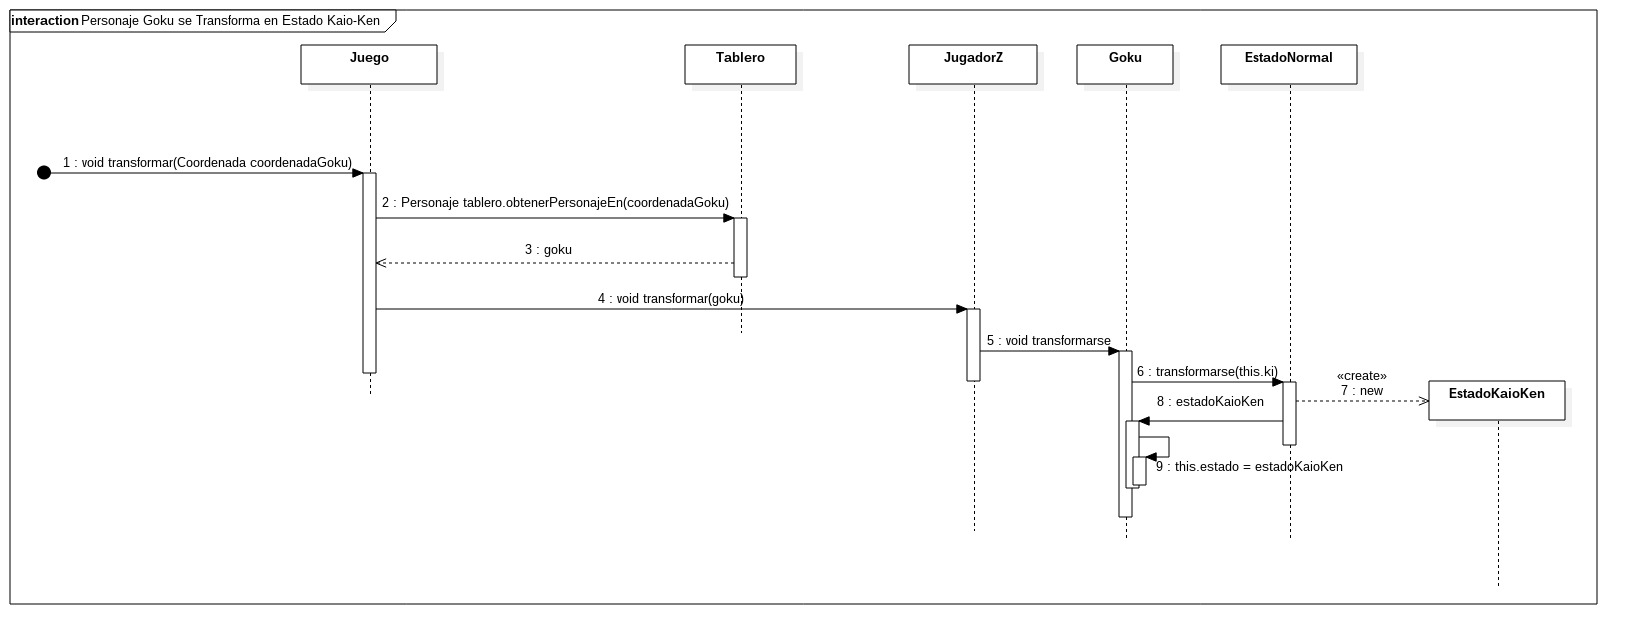 interaction Personaje Goku se Transforma en Estado Kaio-Ken
Juego
Tablero
JugadorZ
Goku
EstadoNormal
1 : void transformar(Coordenada coordenadaGoku)
2 : Personaje tablero.obtenerPersonajeEn(coordenadaGoku)
3 : goku
4 : void transformar(goku)
5 : void transformarse
6 : transformarse(this.ki)
«create»
7 : new
EstadoKaioKen
8 : estadoKaioKen
9 : this.estado = estadoKaioKen